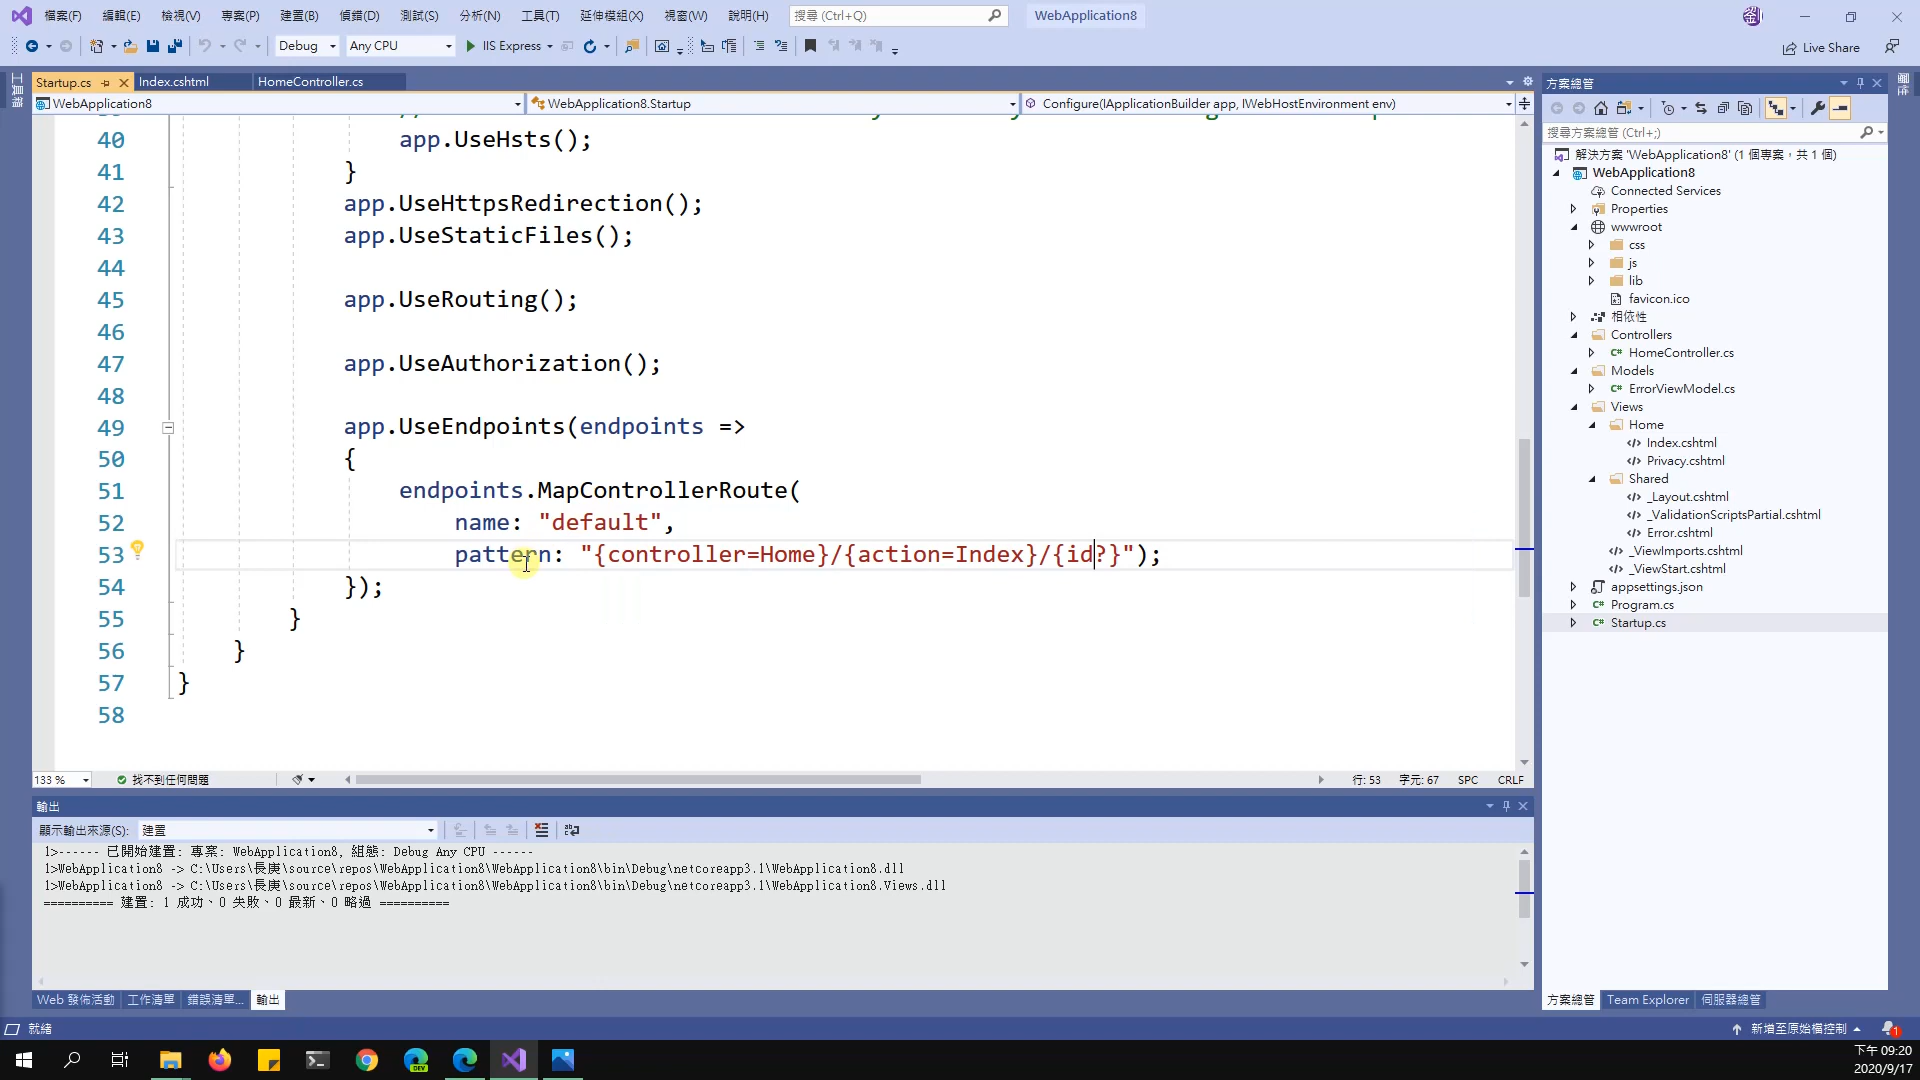 檔案(F) 編輯(E) 檢視(V) 專案(P) 建置(B) 偵錯(D) 測試(S) 分析(N) 工具(T) 延伸模組(X) 視窗(W) 說明(H) 搜尋 (Ctrl+Q) WebApplication8
Debug Any CPU IIS Express Live Share
工具箱
Startup.cs Index.cshtml HomeController.cs
WebApplication8 WebApplication8.Startup Configure(IApplicationBuilder app, IWebHostEnvironment env)
40 app.UseHsts();
41 }
42 app.UseHttpsRedirection();
43 app.UseStaticFiles();
44
45 app.UseRouting();
46
47 app.UseAuthorization();
48
49 app.UseEndpoints(endpoints =>
50 {
51 endpoints.MapControllerRoute(
52 name: "default",
53 pattern: "{controller=Home}/{action=Index}/{id?}");
54 });
55 }
56 }
57 }
58
133 % 找不到任何問題 行: 53 字元: 67 SPC CRLF
輸出
顯示輸出來源(S): 建置
1>------ 已開始建置: 專案: WebApplication8, 組態: Debug Any CPU ------
1>WebApplication8 -> C:\Users\長庚\source\repos\WebApplication8\WebApplication8\bin\Debug\netcoreapp3.1\WebApplication8.dll
1>WebApplication8 -> C:\Users\長庚\source\repos\WebApplication8\WebApplication8\bin\Debug\netcoreapp3.1\WebApplication8.Views.dll
========== 建置: 1 成功、0 失敗、0 最新、0 略過 ==========
Web 發佈活動 工作清單 錯誤清單... 輸出
方案總管
搜尋方案總管 (Ctrl+;)
解決方案 'WebApplication8' (1 個專案，共 1 個)
WebApplication8
Connected Services
Properties
wwwroot
css
js
lib
favicon.ico
相依性
Controllers
HomeController.cs
Models
ErrorViewModel.cs
Views
Home
Index.cshtml
Privacy.cshtml
Shared
_Layout.cshtml
_ValidationScriptsPartial.cshtml
Error.cshtml
_ViewImports.cshtml
_ViewStart.cshtml
appsettings.json
Program.cs
Startup.cs
方案總管 Team Explorer 伺服器總管
就緒 新增至原始檔控制 1
DEV
下午 09:20
2020/9/17